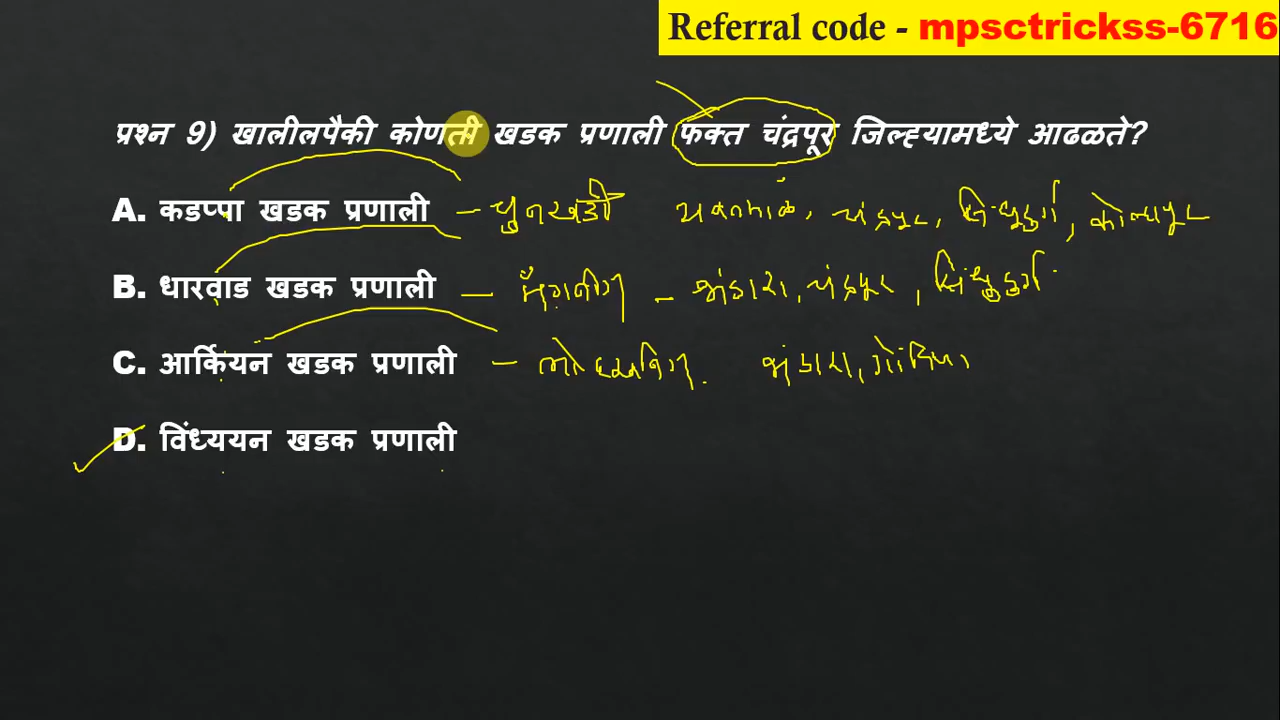 Referral code - mpsctrickss-6716
प्रश्न 9) खालीलपैकी कोणती खडक प्रणाली फक्त चंद्रपूर जिल्ह्यामध्ये आढळते?
A. कडप्पा खडक प्रणाली - चुनखडी यवतमाळ, चंद्रपूर, सिंधुदुर्ग, कोल्हापूर
B. धारवाड खडक प्रणाली - मँगनीज - भंडारा, चंद्रपूर, सिंधुदुर्ग
C. आर्कियन खडक प्रणाली - लोहखनिज. भंडारा, गोंदिया
D. विंध्ययन खडक प्रणाली